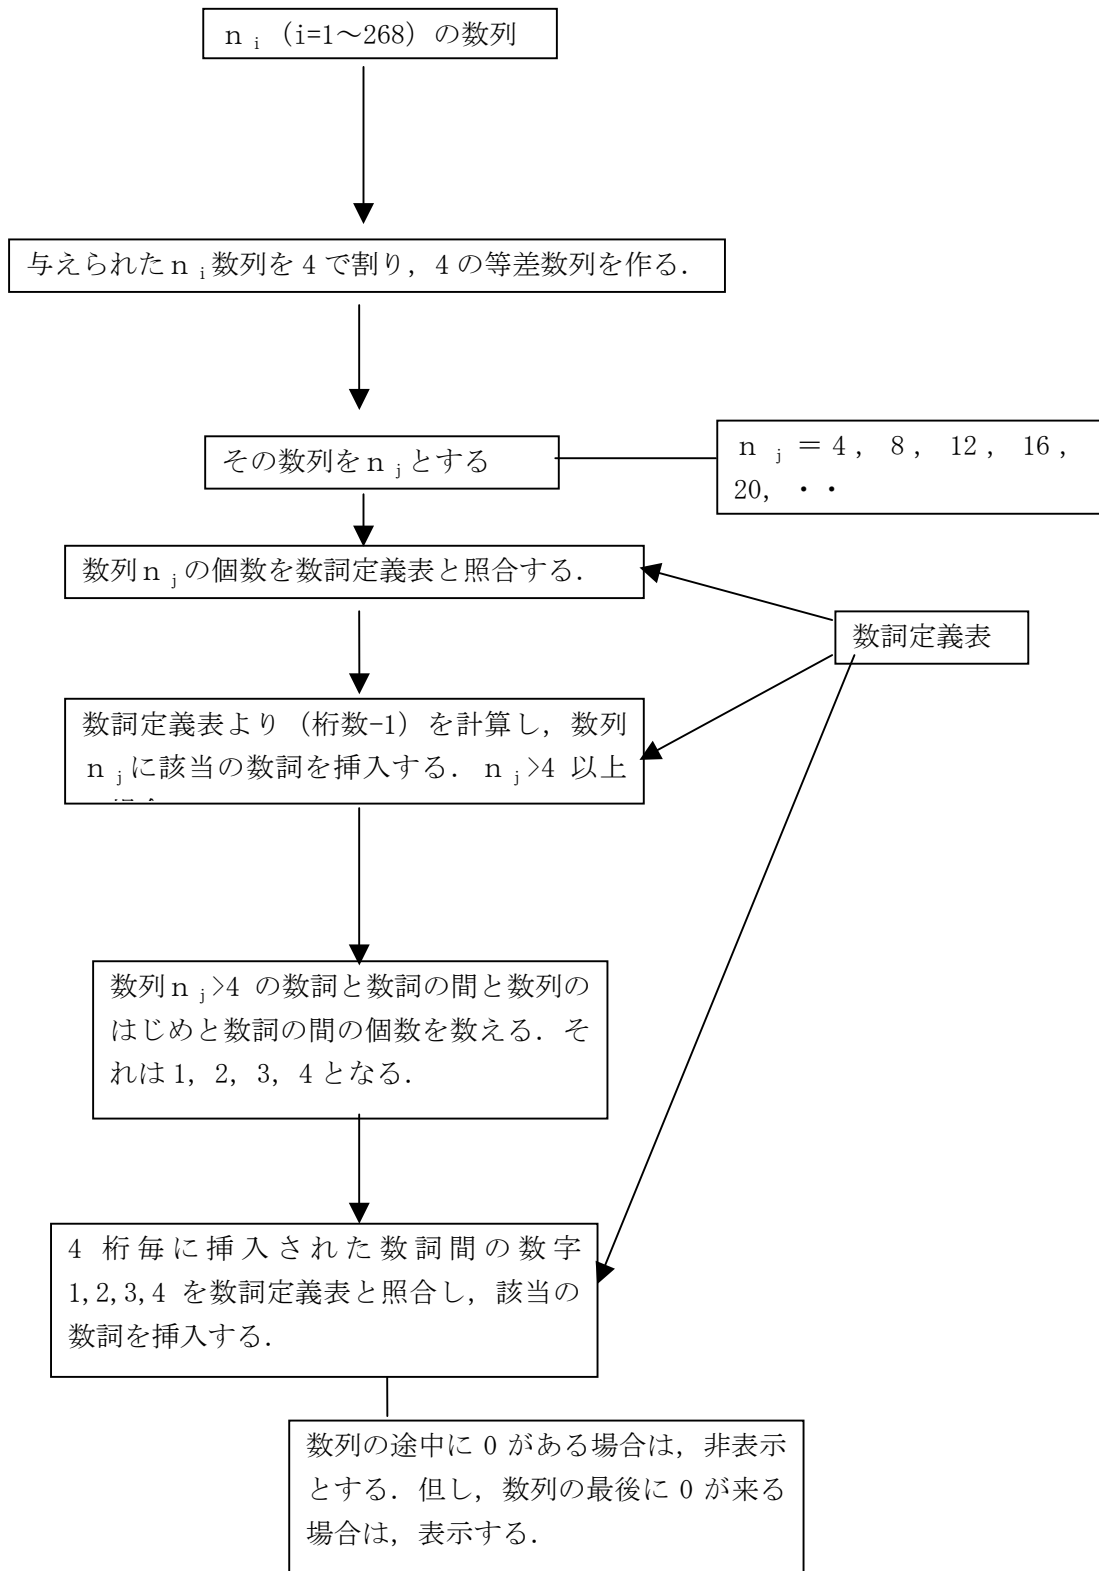 n i (i=1～268) の数列
与えられたn i数列を4で割り, 4の等差数列を作る.
その数列をn jとする
n j = 4, 8, 12, 16,
20, ・・
数列n jの個数を数詞定義表と照合する.
数詞定義表
数詞定義表より (桁数-1) を計算し, 数列
n jに該当の数詞を挿入する. n j>4 以上
数列n j>4 の数詞と数詞の間と数列の
はじめと数詞の間の個数を数える. そ
れは1, 2, 3, 4となる.
4 桁毎に挿入された数詞間の数字
1,2,3,4 を数詞定義表と照合し, 該当の
数詞を挿入する.
数列の途中に0がある場合は, 非表示
とする. 但し, 数列の最後に0が来る
場合は, 表示する.